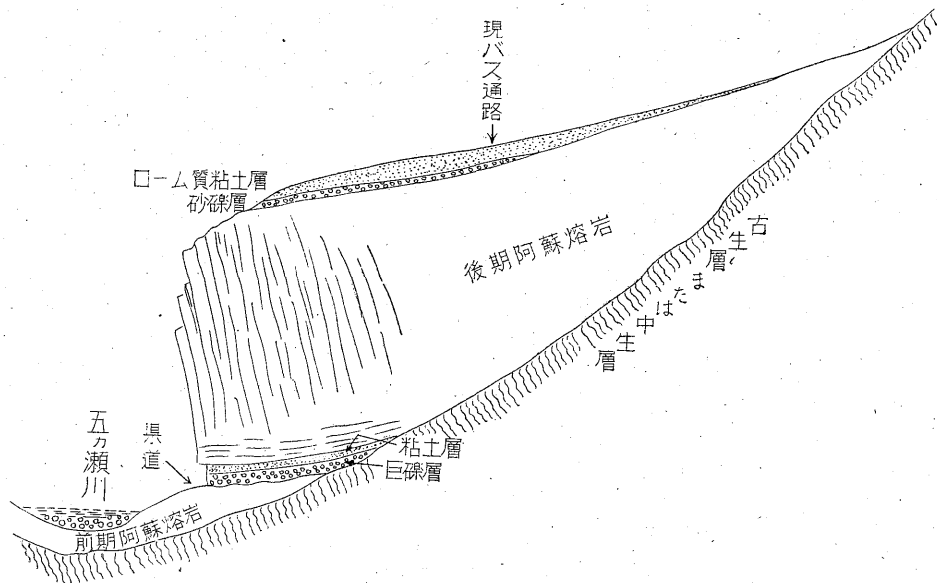 現バス通路
ローム質粘土層
砂礫層
後期阿蘇熔岩
古生層
または
中生層
五ヵ瀬川
県道
粘土層
巨礫層
前期阿蘇熔岩